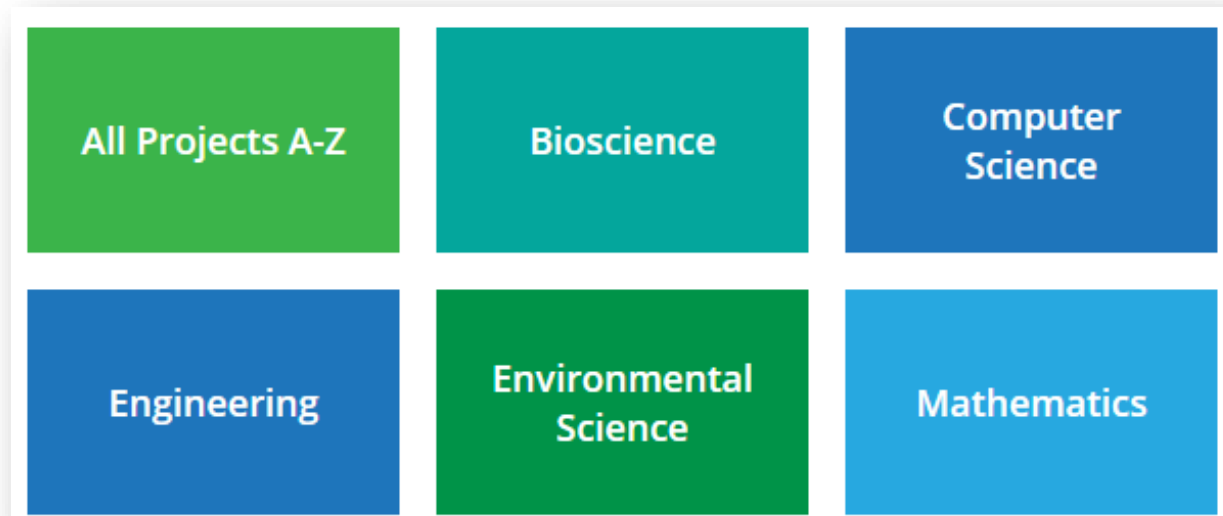 All Projects A-Z
Bioscience
Computer
Science
Engineering
Environmental
Science
Mathematics